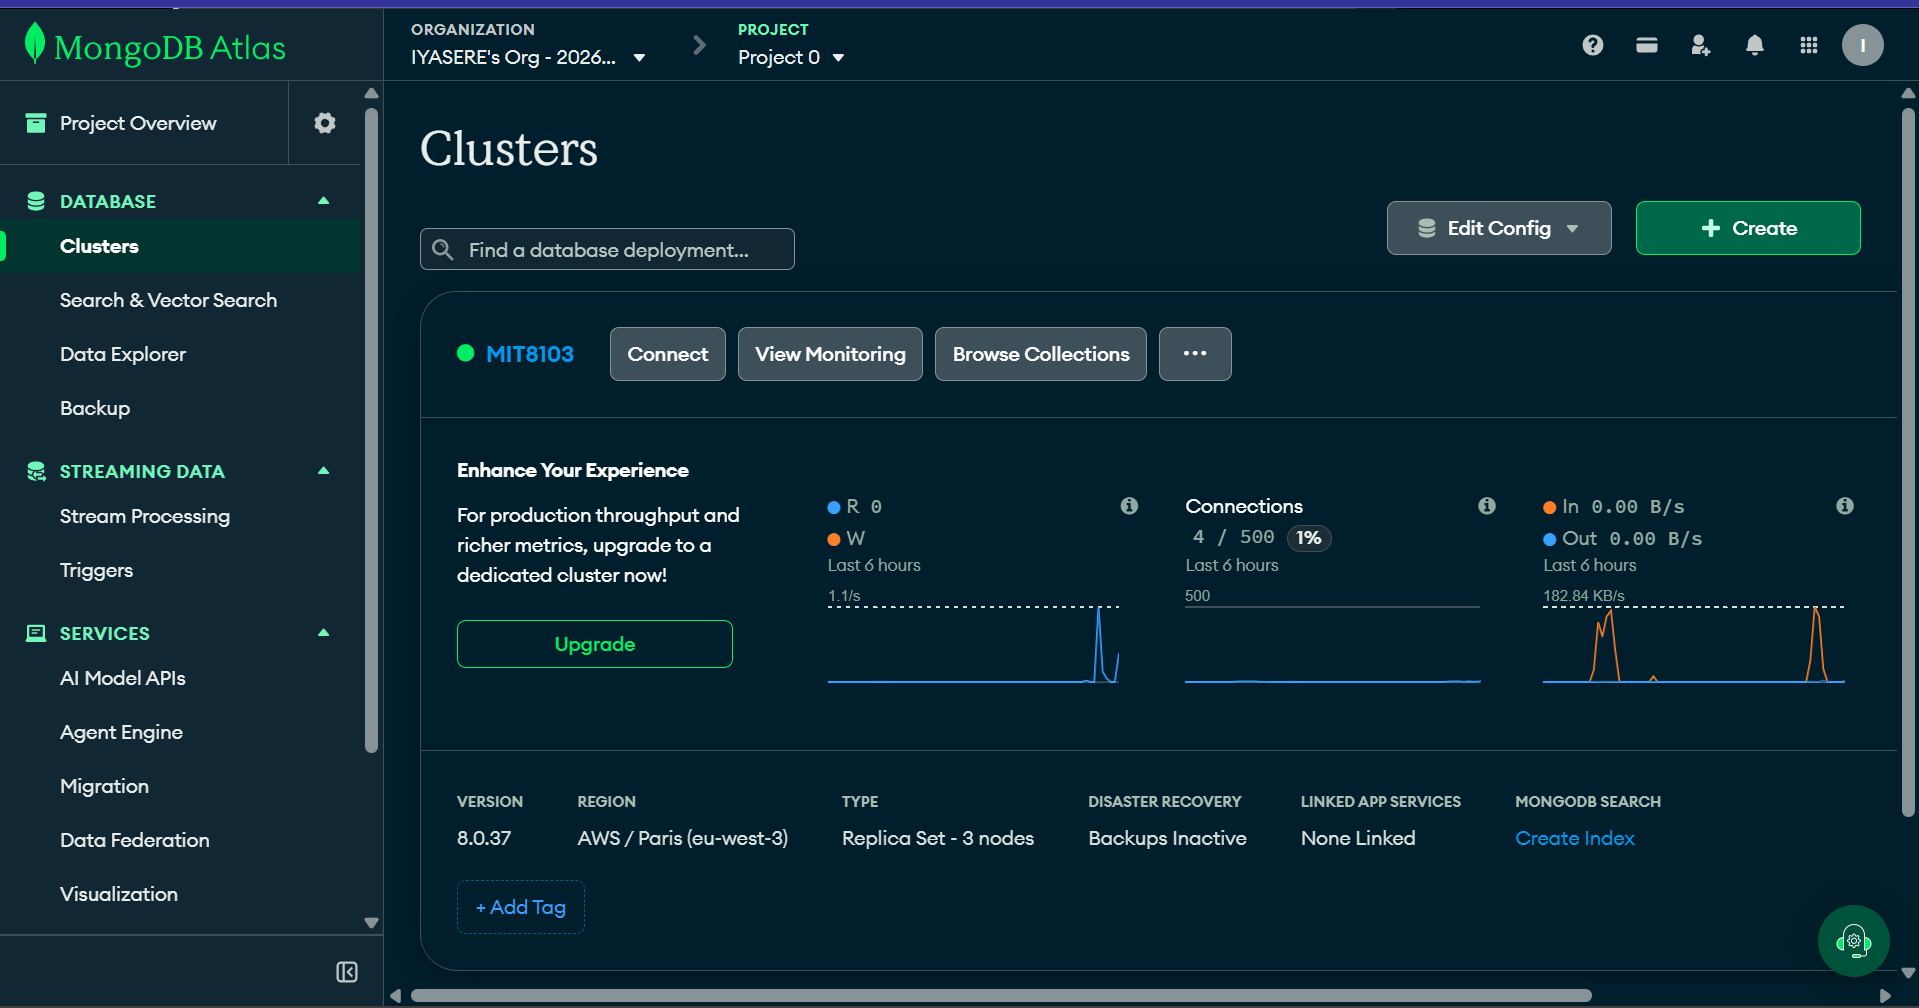 MongoDB Atlas
ORGANIZATION
IYASERE's Org - 2026...
PROJECT
Project 0
I
Project Overview
DATABASE
Clusters
Search & Vector Search
Data Explorer
Backup
STREAMING DATA
Stream Processing
Triggers
SERVICES
AI Model APIs
Agent Engine
Migration
Data Federation
Visualization
Clusters
Find a database deployment...
Edit Config
+ Create
MIT8103
Connect
View Monitoring
Browse Collections
...
Enhance Your Experience
For production throughput and
richer metrics, upgrade to a
dedicated cluster now!
Upgrade
R 0
W
Last 6 hours
1.1/s
Connections
4 / 500 1%
Last 6 hours
500
In 0.00 B/s
Out 0.00 B/s
Last 6 hours
182.84 KB/s
VERSION
8.0.37
REGION
AWS / Paris (eu-west-3)
TYPE
Replica Set - 3 nodes
DISASTER RECOVERY
Backups Inactive
LINKED APP SERVICES
None Linked
MONGODB SEARCH
Create Index
+ Add Tag